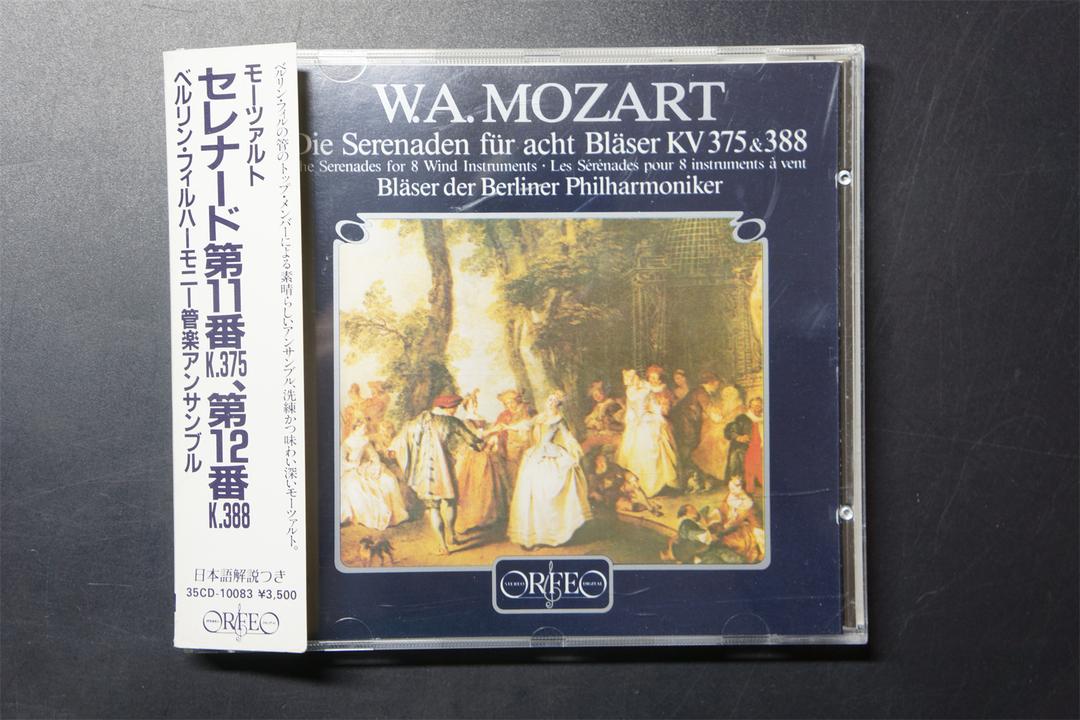 ベルリン・フィルの管のトップ・メンバーによる素晴らしいアンサンブル、洗練かつ味わい深いモーツァルト。
モーツァルト
セレナード第11番K.375、第12番K.388
ベルリン・フィルハーモニー管楽アンサンブル
日本語解説つき
35CD-10083 ¥3,500
ORFEO
W.A. MOZART
Die Serenaden für acht Bläser KV 375 & 388
he Serenades for 8 Wind Instruments · Les Sérénades pour 8 instruments à vent
Bläser der Berliner Philharmoniker
STEREO ORFEO DIGITAL